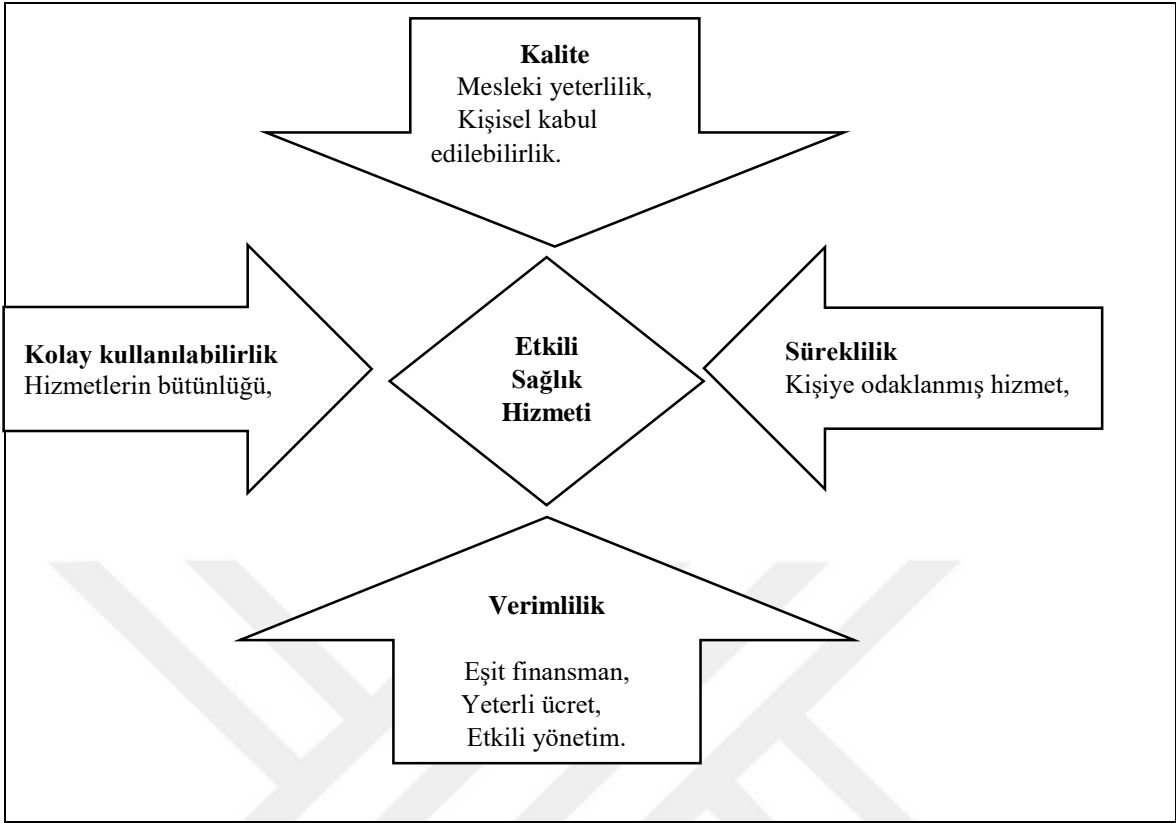 Kalite
Mesleki yeterlilik,
Kişisel kabul
edilebilirlik.
Kolay kullanılabilirlik
Hizmetlerin bütünlüğü,
Etkili
Sağlık
Hizmeti
Süreklilik
Kişiye odaklanmış hizmet,
Verimlilik
Eşit finansman,
Yeterli ücret,
Etkili yönetim.